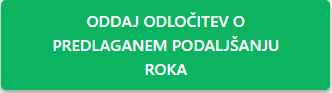 ODDAJ ODLOČITEV O
PREDLAGANEM PODALJŠANJU
ROKA